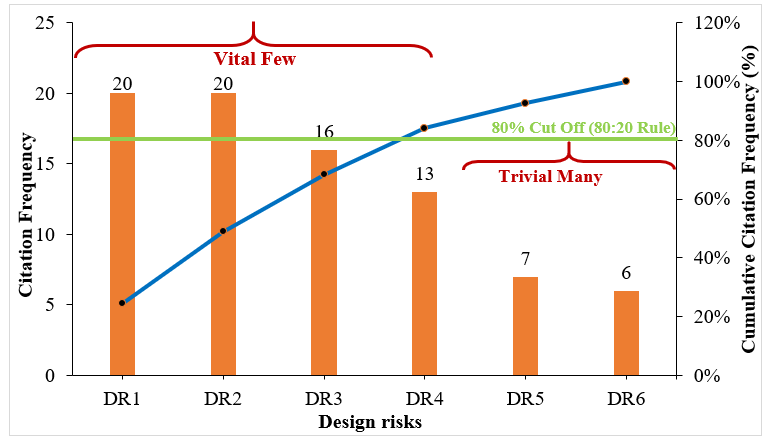 25
20
15
10
5
0
Citation Frequency
Vital Few
20
20
16
13
7
6
80% Cut Off (80:20 Rule)
Trivial Many
120%
100%
80%
60%
40%
20%
0%
Cumulative Citation Frequency (%)
DR1 DR2 DR3 DR4 DR5 DR6
Design risks